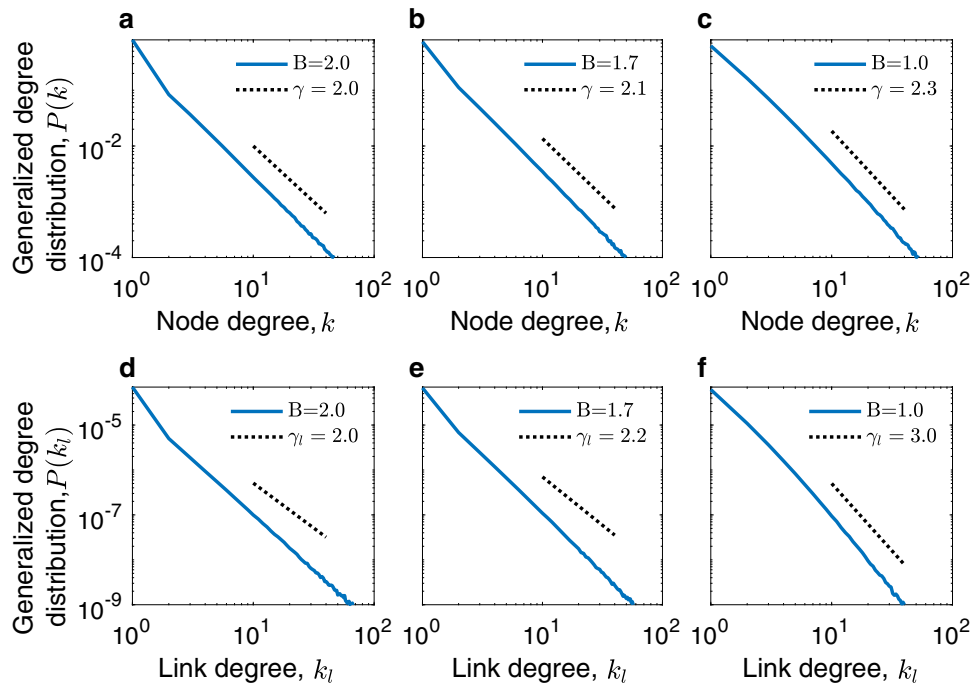 a
b
c
Generalized degree
distribution, P(k)
10^-2
10^-4
B=2.0
γ = 2.0
B=1.7
γ = 2.1
B=1.0
γ = 2.3
10^0 10^1 10^2
10^0 10^1 10^2
10^0 10^1 10^2
Node degree, k
Node degree, k
Node degree, k
d
e
f
Generalized degree
distribution, P(k_l)
10^-5
10^-7
10^-9
B=2.0
γ_l = 2.0
B=1.7
γ_l = 2.2
B=1.0
γ_l = 3.0
10^0 10^1 10^2
10^0 10^1 10^2
10^0 10^1 10^2
Link degree, k_l
Link degree, k_l
Link degree, k_l